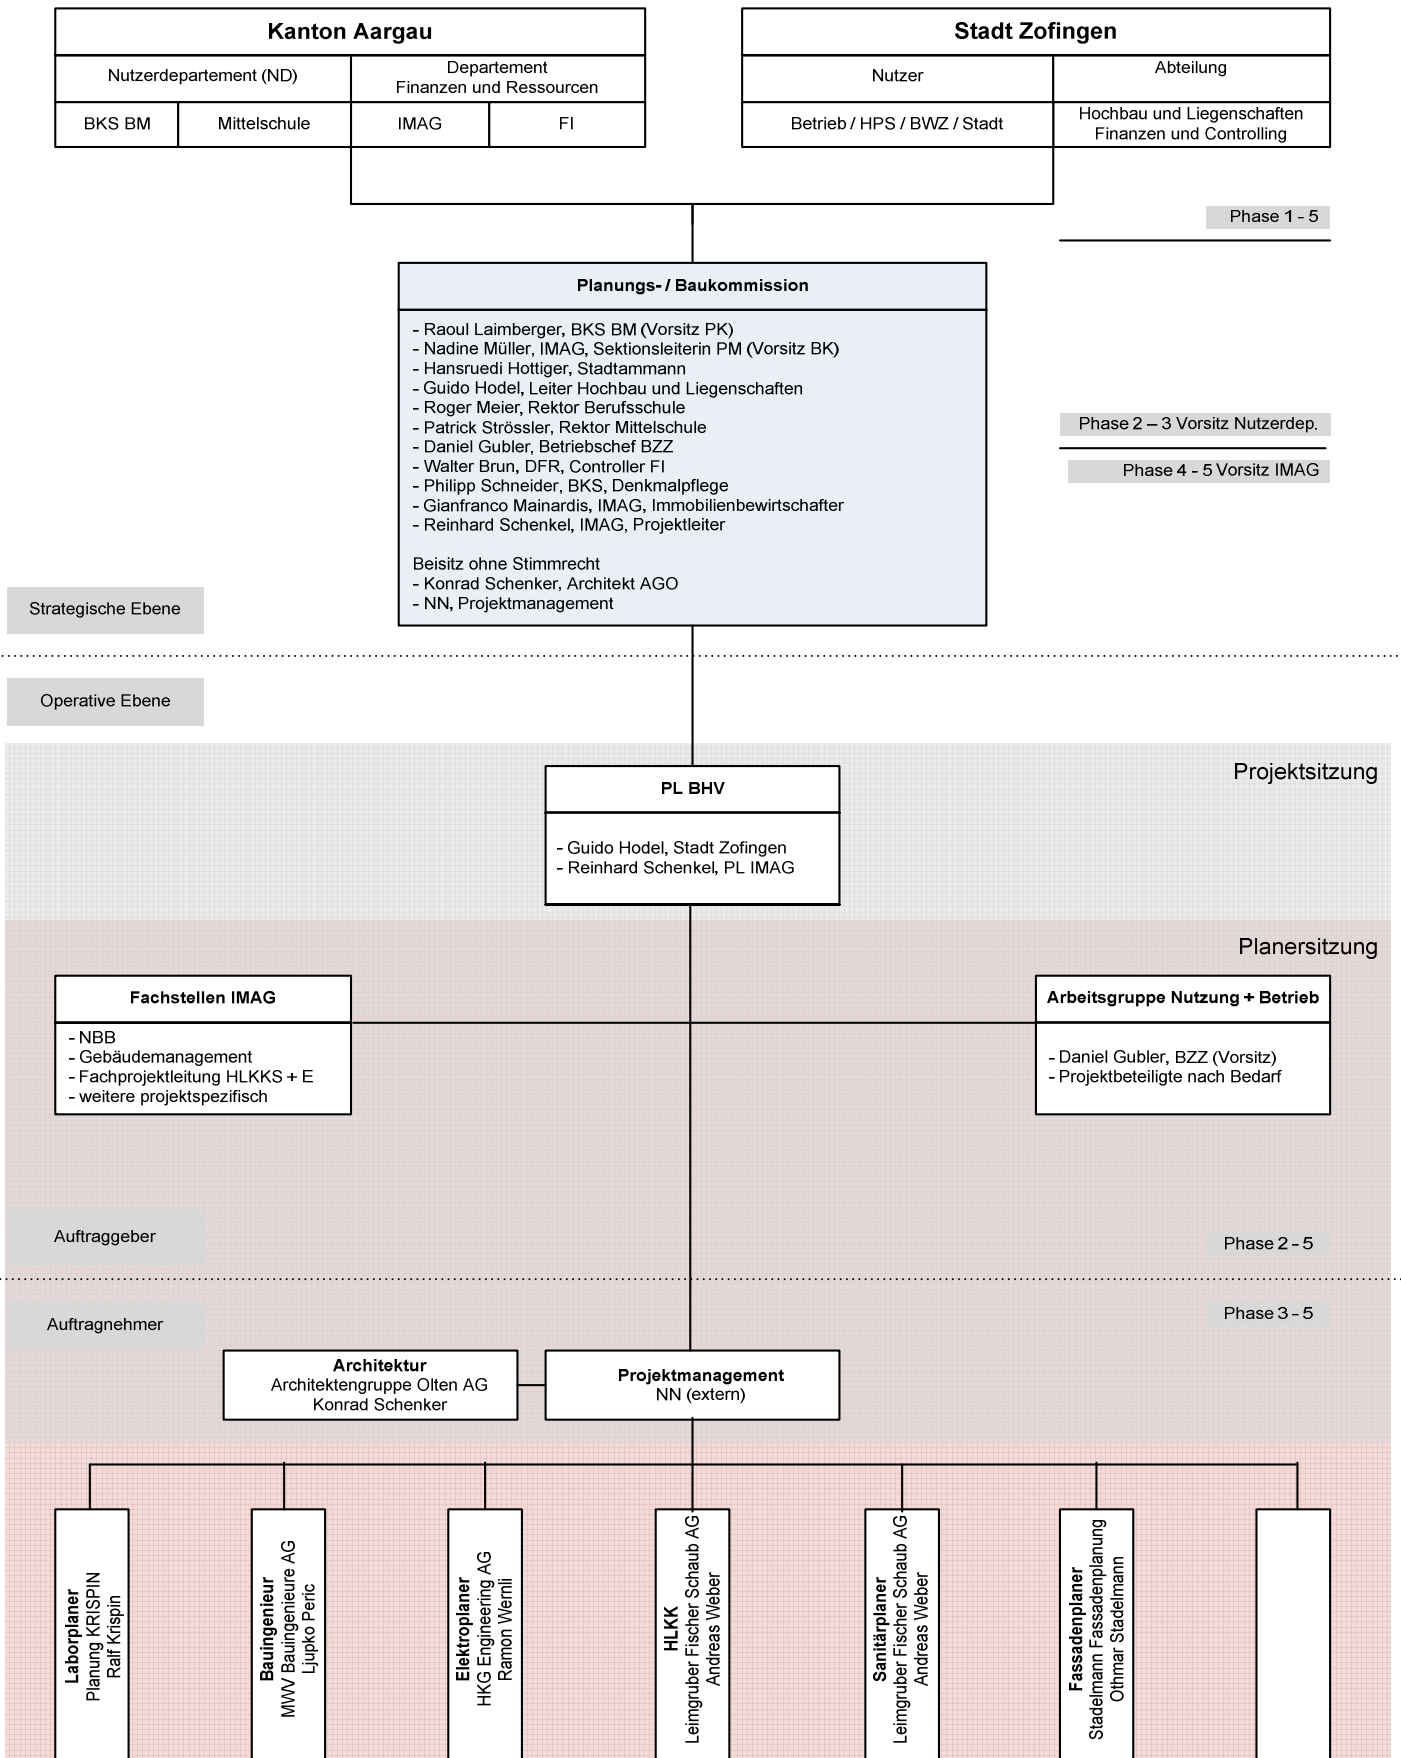 Kanton Aargau
Nutzerdepartement (ND)
Departement
Finanzen und Ressourcen
BKS BM
Mittelschule
IMAG
FI
Stadt Zofingen
Nutzer
Abteilung
Betrieb / HPS / BWZ / Stadt
Hochbau und Liegenschaften
Finanzen und Controlling
Phase 1 - 5
Planungs- / Baukommission
- Raoul Laimberger, BKS BM (Vorsitz PK)
- Nadine Müller, IMAG, Sektionsleiterin PM (Vorsitz BK)
- Hansruedi Hottiger, Stadtammann
- Guido Hodel, Leiter Hochbau und Liegenschaften
- Roger Meier, Rektor Berufsschule
- Patrick Strössler, Rektor Mittelschule
- Daniel Gubler, Betriebschef BZZ
- Walter Brun, DFR, Controller FI
- Philipp Schneider, BKS, Denkmalpflege
- Gianfranco Mainardis, IMAG, Immobilienbewirtschafter
- Reinhard Schenkel, IMAG, Projektleiter
Beisitz ohne Stimmrecht
- Konrad Schenker, Architekt AGO
- NN, Projektmanagement
Phase 2 – 3 Vorsitz Nutzerdep.
Phase 4 - 5 Vorsitz IMAG
Strategische Ebene
Operative Ebene
Projektsitzung
PL BHV
- Guido Hodel, Stadt Zofingen
- Reinhard Schenkel, PL IMAG
Planersitzung
Fachstellen IMAG
- NBB
- Gebäudemanagement
- Fachprojektleitung HLKKS + E
- weitere projektspezifisch
Arbeitsgruppe Nutzung + Betrieb
- Daniel Gubler, BZZ (Vorsitz)
- Projektbeteiligte nach Bedarf
Auftraggeber
Phase 2 - 5
Auftragnehmer
Phase 3 - 5
Architektur
Architektengruppe Olten AG
Konrad Schenker
Projektmanagement
NN (extern)
Laborplaner
Planung KRISPIN
Ralf Krispin
Bauingenieur
MWV Bauingenieure AG
Ljupko Peric
Elektroplaner
HKG Engineering AG
Ramon Wernli
HLKK
Leimgruber Fischer Schaub AG
Andreas Weber
Sanitärplaner
Leimgruber Fischer Schaub AG
Andreas Weber
Fassadenplaner
Stadelmann Fassadenplanung
Othmar Stadelmann